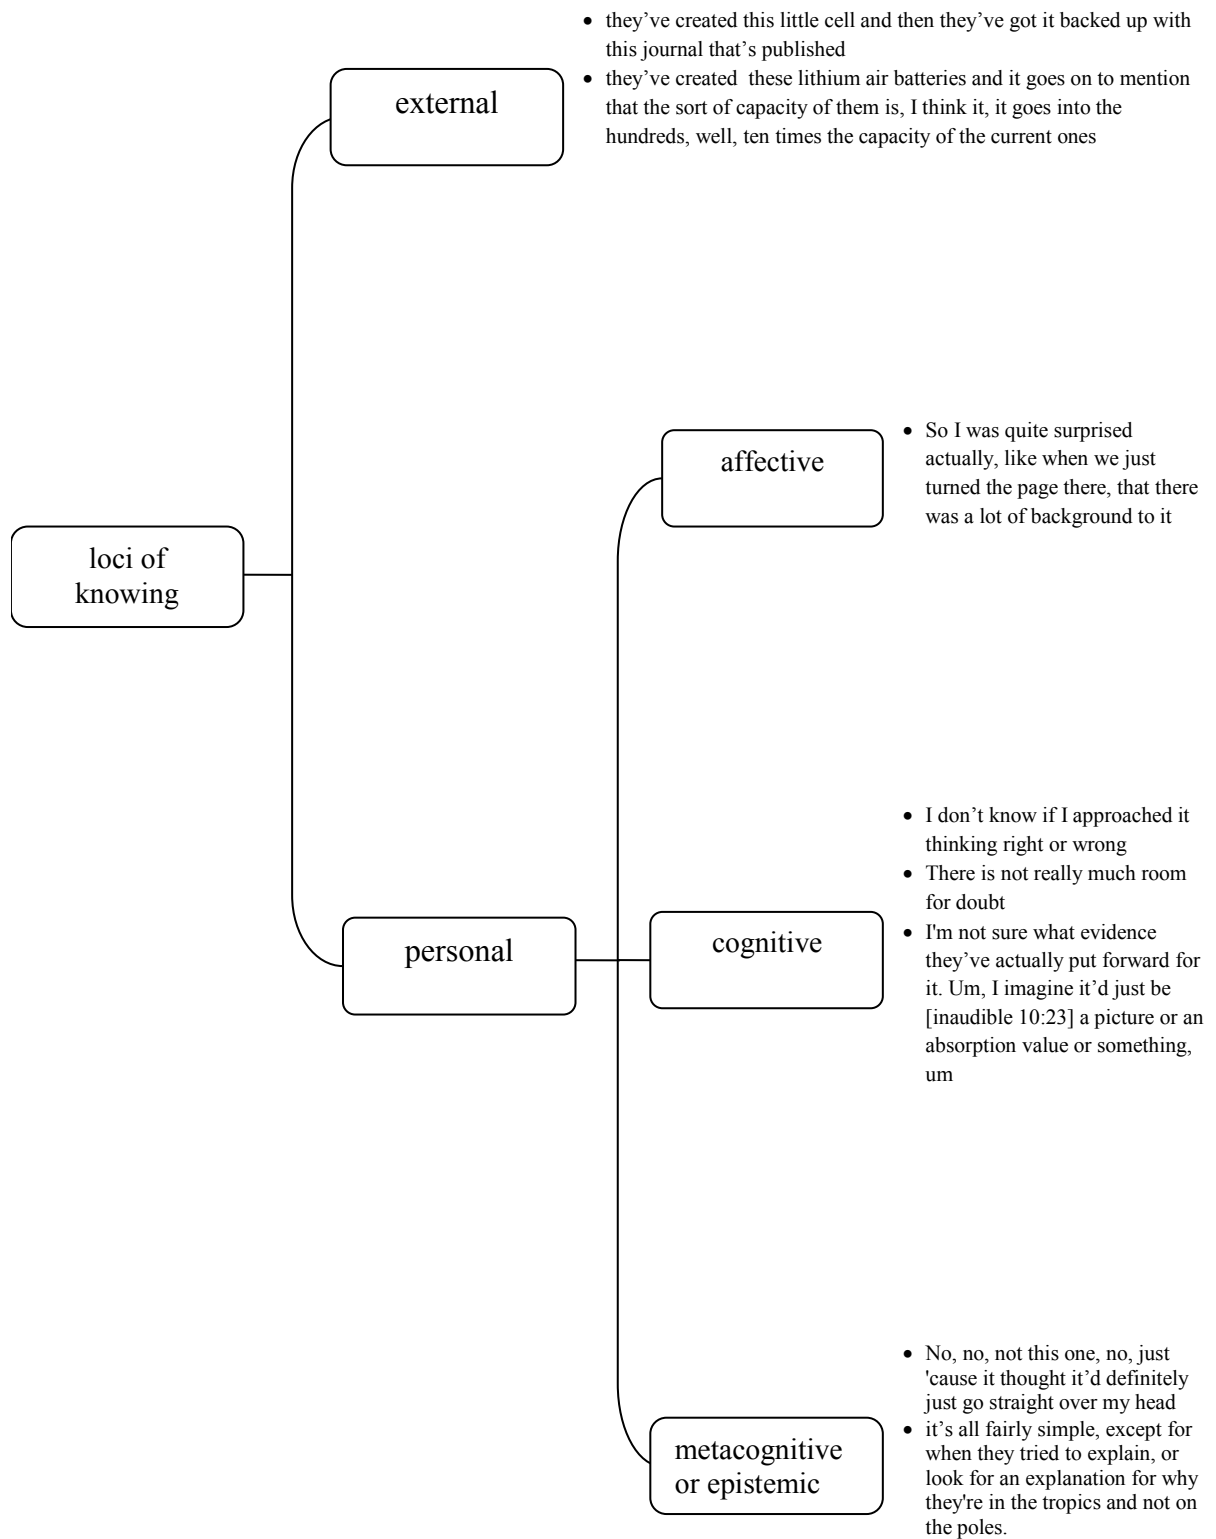 • they’ve created this little cell and then they’ve got it backed up with
this journal that’s published
• they’ve created these lithium air batteries and it goes on to mention
that the sort of capacity of them is, I think it, it goes into the
hundreds, well, ten times the capacity of the current ones
external
affective
• So I was quite surprised
actually, like when we just
turned the page there, that there
was a lot of background to it
loci of
knowing
personal
cognitive
• I don’t know if I approached it
thinking right or wrong
• There is not really much room
for doubt
• I'm not sure what evidence
they’ve actually put forward for
it. Um, I imagine it’d just be
[inaudible 10:23] a picture or an
absorption value or something,
um
metacognitive
or epistemic
• No, no, not this one, no, just
'cause it thought it’d definitely
just go straight over my head
• it’s all fairly simple, except for
when they tried to explain, or
look for an explanation for why
they're in the tropics and not on
the poles.